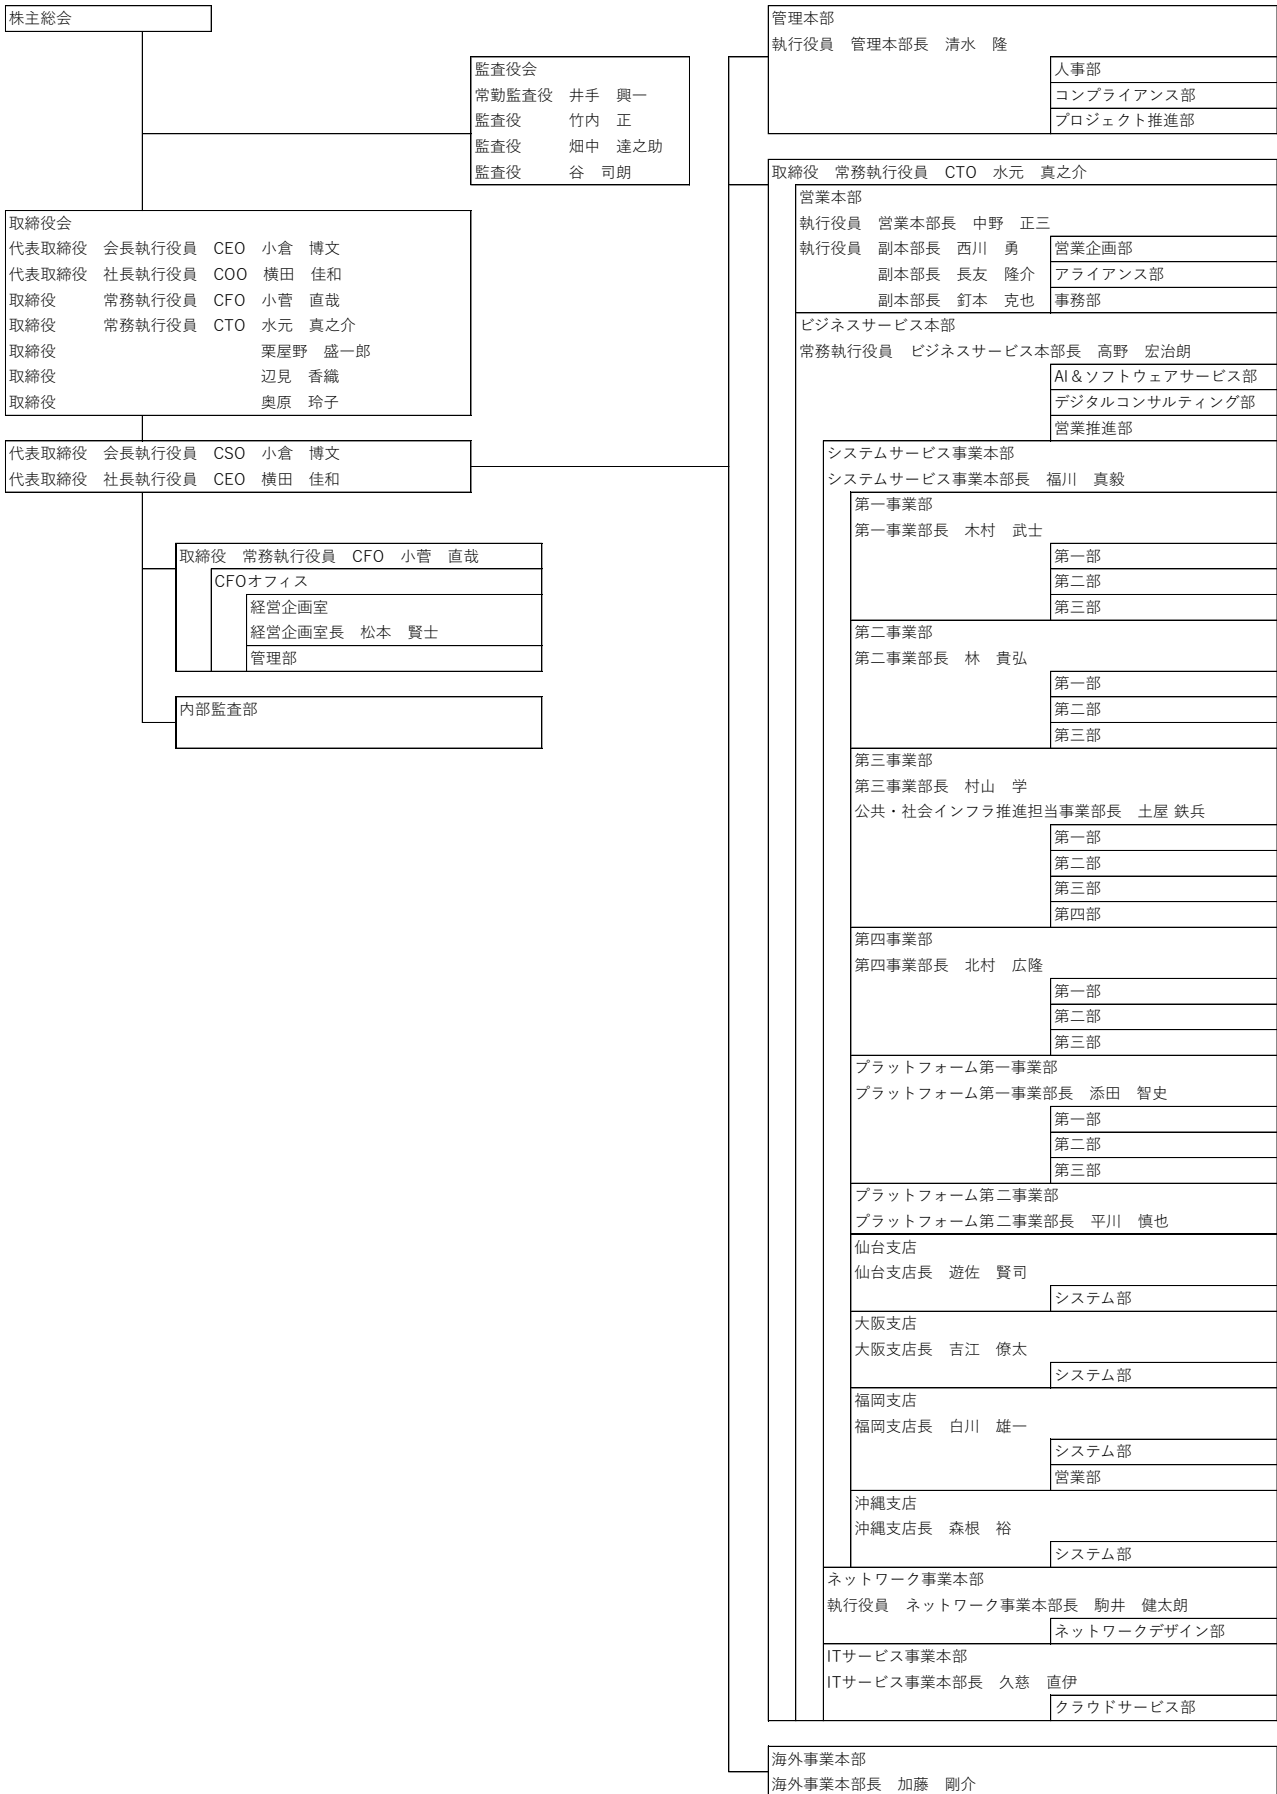 株主総会
監査役会
常勤監査役　井手　興一
監査役　　　竹内　正
監査役　　　畑中　達之助
監査役　　　谷　司朗
取締役会
代表取締役　会長執行役員　CEO　小倉　博文
代表取締役　社長執行役員　COO　横田　佳和
取締役　　　常務執行役員　CFO　小菅　直哉
取締役　　　常務執行役員　CTO　水元　真之介
取締役　　　栗屋野　盛一郎
取締役　　　辺見　香織
取締役　　　奥原　玲子
代表取締役　会長執行役員　CSO　小倉　博文
代表取締役　社長執行役員　CEO　横田　佳和
取締役　常務執行役員　CFO　小菅　直哉
CFOオフィス
経営企画室
経営企画室長　松本　賢士
管理部
内部監査部
管理本部
執行役員　管理本部長　清水　隆
人事部
コンプライアンス部
プロジェクト推進部
取締役　常務執行役員　CTO　水元　真之介
営業本部
執行役員　営業本部長　中野　正三
執行役員　副本部長　西川　勇
副本部長　長友　隆介
副本部長　釘本　克也
営業企画部
アライアンス部
事務部
ビジネスサービス本部
常務執行役員　ビジネスサービス本部長　高野　宏治朗
AI＆ソフトウェアサービス部
デジタルコンサルティング部
営業推進部
システムサービス事業本部
システムサービス事業本部長　福川　真毅
第一事業部
第一事業部長　木村　武士
第一部
第二部
第三部
第二事業部
第二事業部長　林　貴弘
第一部
第二部
第三部
第三事業部
第三事業部長　村山　学
公共・社会インフラ推進担当事業部長　土屋 鉄兵
第一部
第二部
第三部
第四部
第四事業部
第四事業部長　北村　広隆
第一部
第二部
第三部
プラットフォーム第一事業部
プラットフォーム第一事業部長　添田　智史
第一部
第二部
第三部
プラットフォーム第二事業部
プラットフォーム第二事業部長　平川　慎也
仙台支店
仙台支店長　遊佐　賢司
システム部
大阪支店
大阪支店長　吉江　僚太
システム部
福岡支店
福岡支店長　白川　雄一
システム部
営業部
沖縄支店
沖縄支店長　森根　裕
システム部
ネットワーク事業本部
執行役員　ネットワーク事業本部長　駒井　健太朗
ネットワークデザイン部
ITサービス事業本部
ITサービス事業本部長　久慈　直伊
クラウドサービス部
海外事業本部
海外事業本部長　加藤　剛介